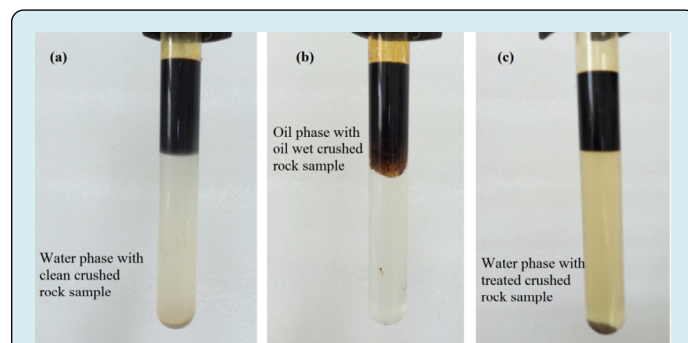 (a)
Water phase with
clean crushed
rock sample
(b)
Oil phase with
oil wet crushed
rock sample
(c)
Water phase with
treated crushed
rock sample